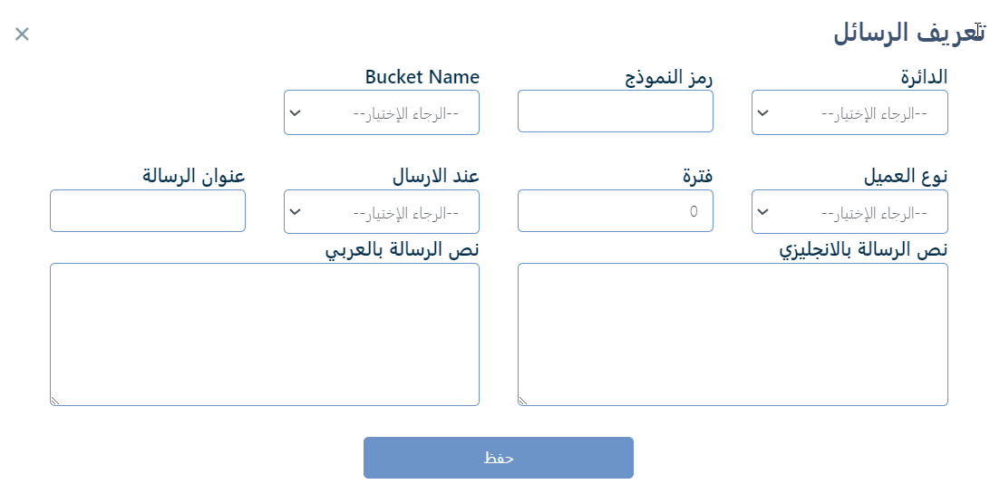 تعريف الرسائل
الدائرة رمز النموذج Bucket Name
--الرجاء الإختيار-- --الرجاء الإختيار--
نوع العميل فترة عند الارسال عنوان الرسالة
--الرجاء الإختيار-- 0 --الرجاء الإختيار--
نص الرسالة بالانجليزي نص الرسالة بالعربي
حفظ